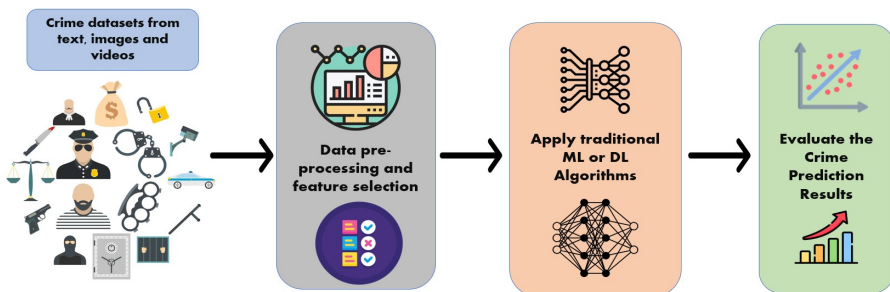 Crime datasets from
text, images and
videos
Data pre-
processing and
feature selection
Apply traditional
ML or DL
Algorithms
Evaluate the
Crime
Prediction
Results
$